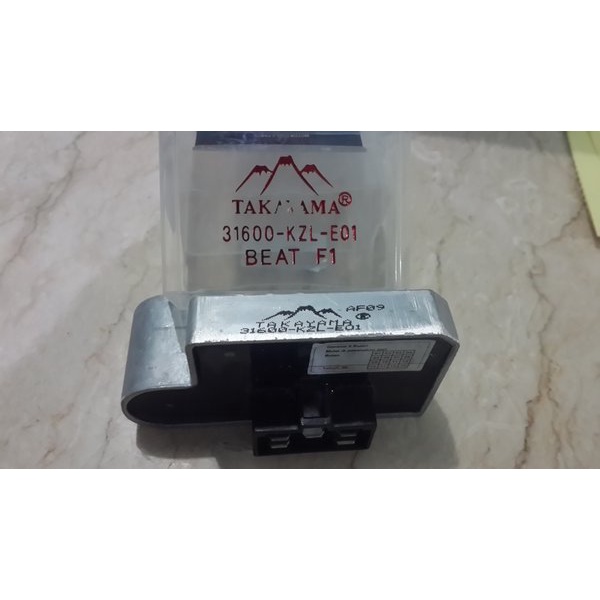 TAKAYAMA®
31600-KZL-E01
BEAT F1
AF09
TAKAYAMA ®
31600-KZL-E01